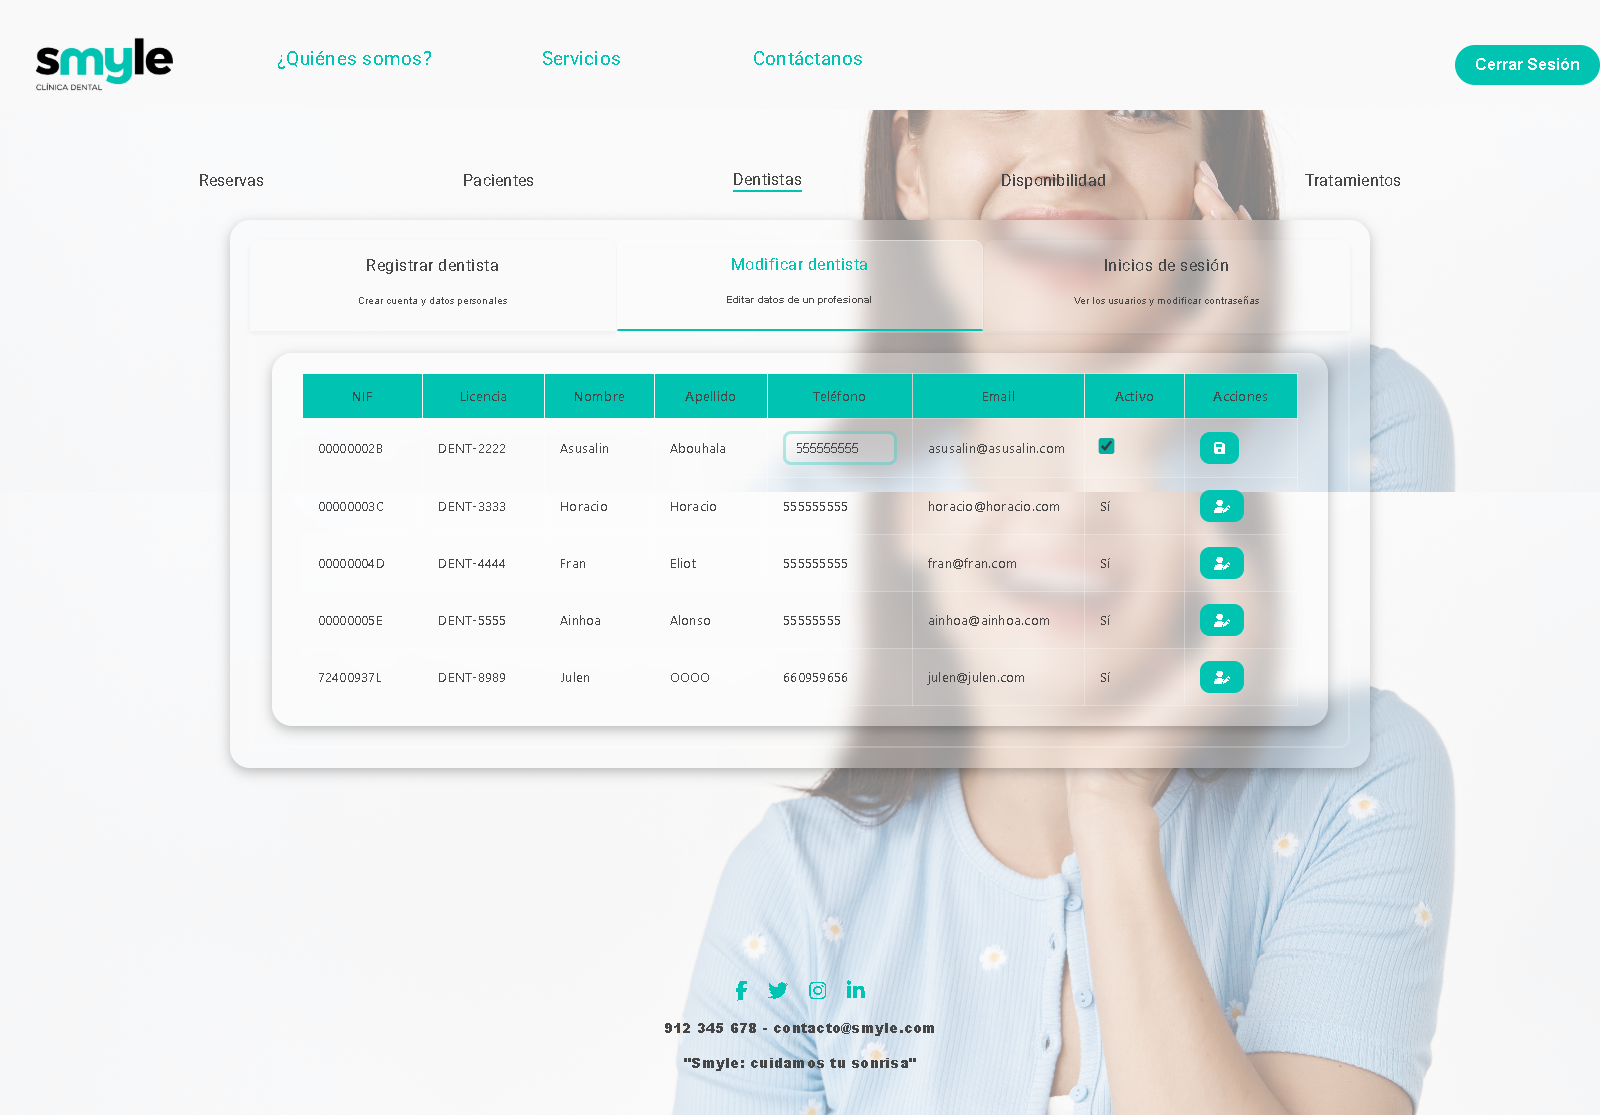 smyle
CLÍNICA DENTAL
¿Quiénes somos? Servicios Contáctanos Cerrar Sesión
Reservas Pacientes Dentistas Disponibilidad Tratamientos
Registrar dentista Modificar dentista Inicios de sesión
Crear cuenta y datos personales Editar datos de un profesional Ver los usuarios y modificar contraseñas
NIF Licencia Nombre Apellido Teléfono Email Activo Acciones
00000002B DENT-2222 Asusalin Abouhala 555555555 asusalin@asusalin.com
00000003C DENT-3333 Horacio Horacio 555555555 horacio@horacio.com Sí
00000004D DENT-4444 Fran Eliot 555555555 fran@fran.com Sí
00000005E DENT-5555 Ainhoa Alonso 55555555 ainhoa@ainhoa.com Sí
72400937L DENT-8989 Julen OOOO 660959656 julen@julen.com Sí
912 345 678 - contacto@smyle.com
"Smyle: cuidamos tu sonrisa"